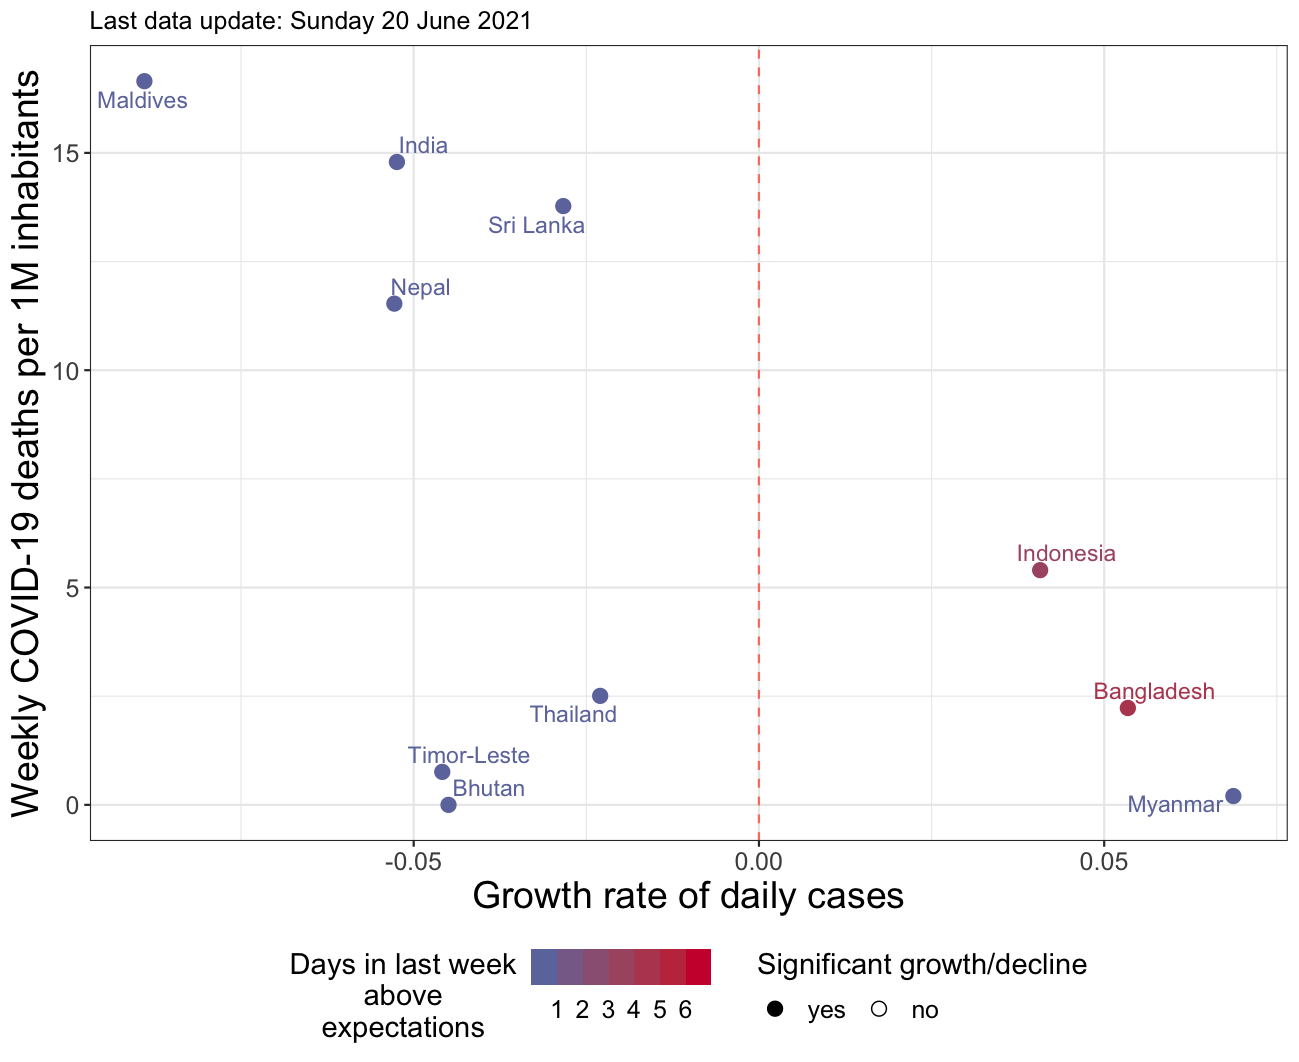 Last data update: Sunday 20 June 2021
Weekly COVID-19 deaths per 1M inhabitants
15
10
5
0
Maldives
India
Sri Lanka
Nepal
Indonesia
Bangladesh
Thailand
Timor-Leste
Bhutan
Myanmar
-0.05
0.00
0.05
Growth rate of daily cases
Days in last week
above
expectations
1 2 3 4 5 6
Significant growth/decline
yes no